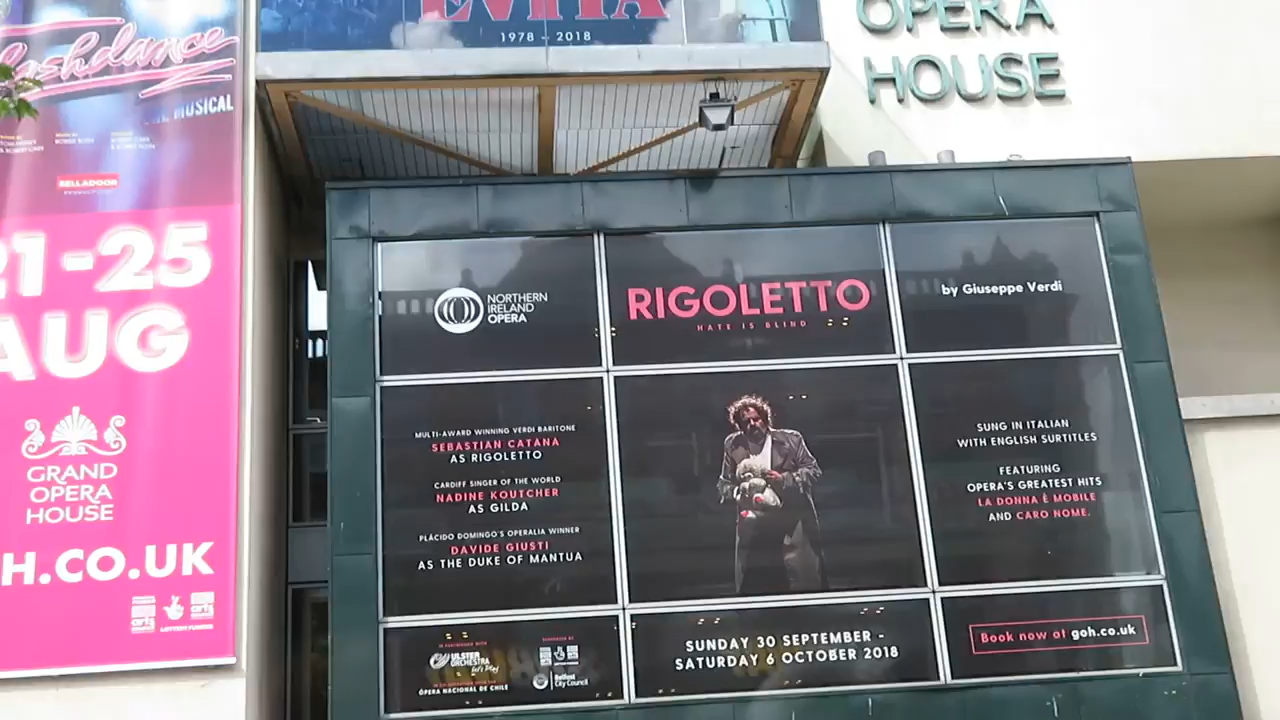 EVITA
1978 - 2018
OPERA
HOUSE
flashdance
THE MUSICAL
SELLADOOR
21-25
AUG
GRAND
OPERA
HOUSE
H.CO.UK
NORTHERN
IRELAND
OPERA
RIGOLETTO
HATE IS BLIND
by Giuseppe Verdi
MULTI-AWARD WINNING VERDI BARITONE
SEBASTIAN CATANA
AS RIGOLETTO
CARDIFF SINGER OF THE WORLD
NADINE KOUTCHER
AS GILDA
PLÁCIDO DOMINGO'S OPERALIA WINNER
DAVIDE GIUSTI
AS THE DUKE OF MANTUA
SUNG IN ITALIAN
WITH ENGLISH SURTITLES
FEATURING
OPERA'S GREATEST HITS
LA DONNA È MOBILE
AND CARO NOME.
ULSTER
ORCHESTRA
ÓPERA NACIONAL DE CHILE
Belfast
City Council
SUNDAY 30 SEPTEMBER -
SATURDAY 6 OCTOBER 2018
Book now at goh.co.uk